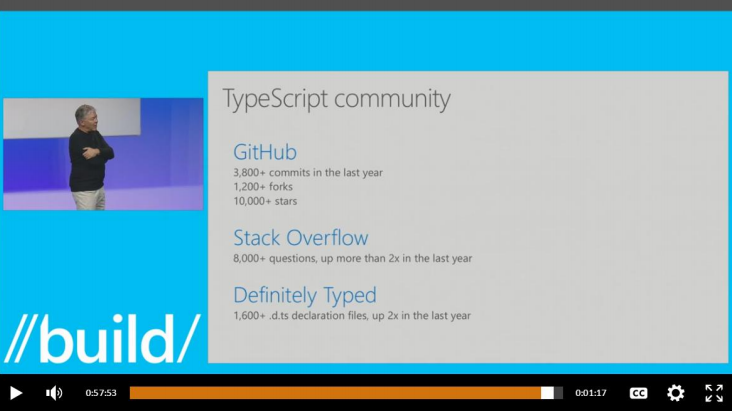 TypeScript community
GitHub
3,800+ commits in the last year
1,200+ forks
10,000+ stars
Stack Overflow
8,000+ questions, up more than 2x in the last year
Definitely Typed
1,600+ .d.ts declaration files, up 2x in the last year
//build/
0:57:53
0:01:17
CC